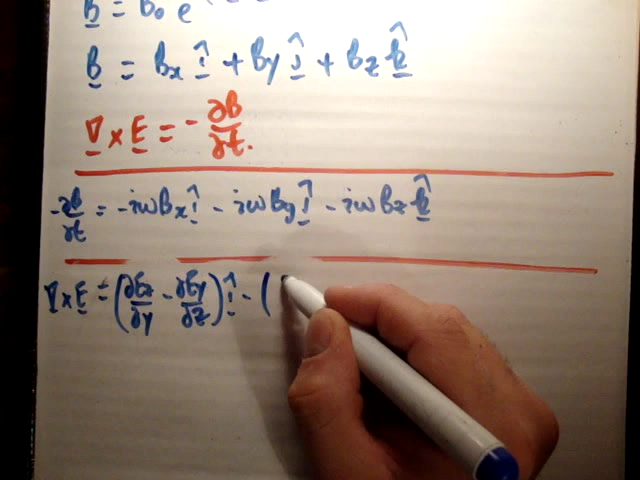 B = B₀ e
B = Bx î + By ĵ + Bz k̂
∇ × E = - ∂B/∂t.
-∂B/∂t = -iωBx î - iωBy ĵ - iωBz k̂
∇ × E = (∂Ez/∂y - ∂Ey/∂z) î - (